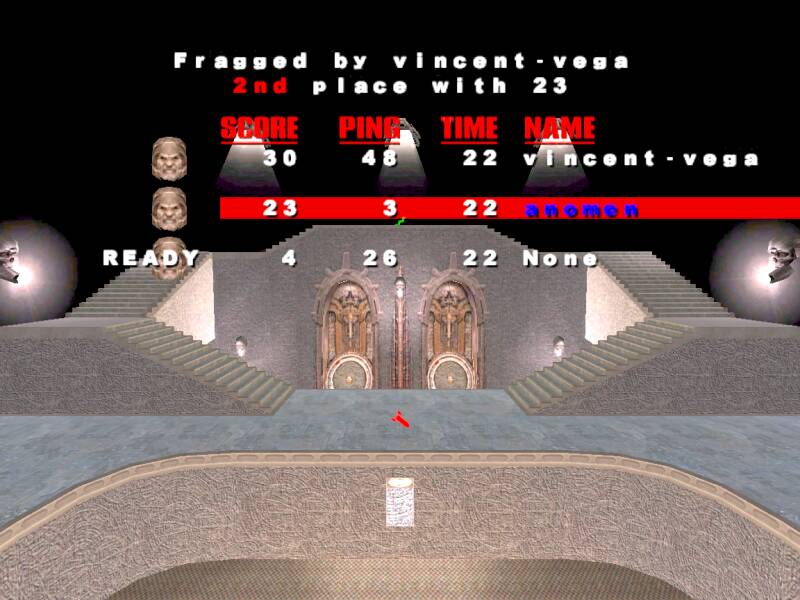 Fragged by vincent-vega
2nd place with 23
SCORE PING TIME NAME
30 48 22 vincent-vega
23 3 22 anomen
READY 4 26 22 None